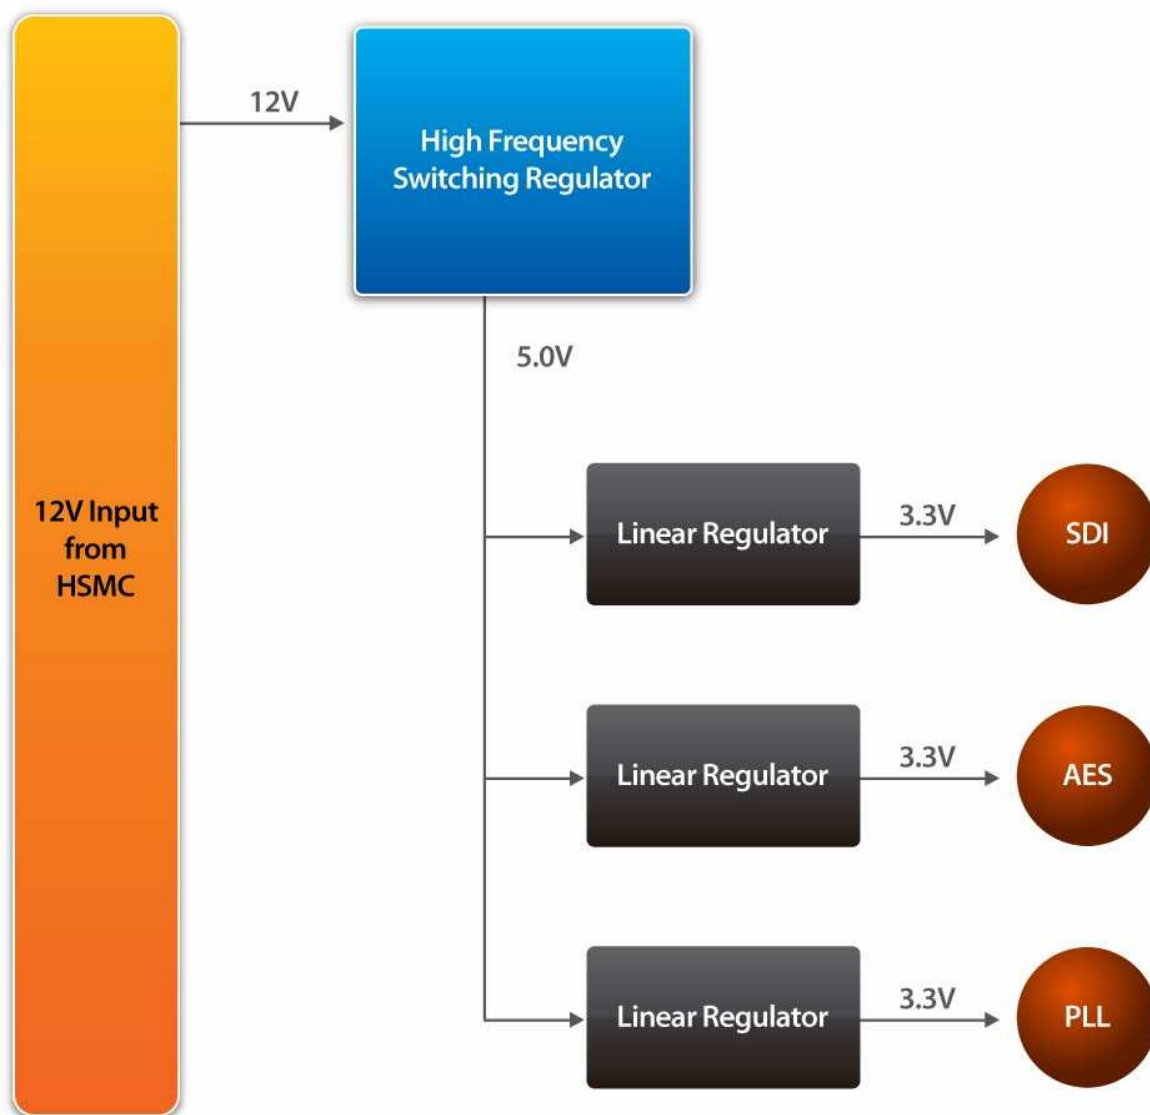 12V
High Frequency
Switching Regulator
5.0V
12V Input
from
HSMC
Linear Regulator
3.3V
SDI
Linear Regulator
3.3V
AES
Linear Regulator
3.3V
PLL